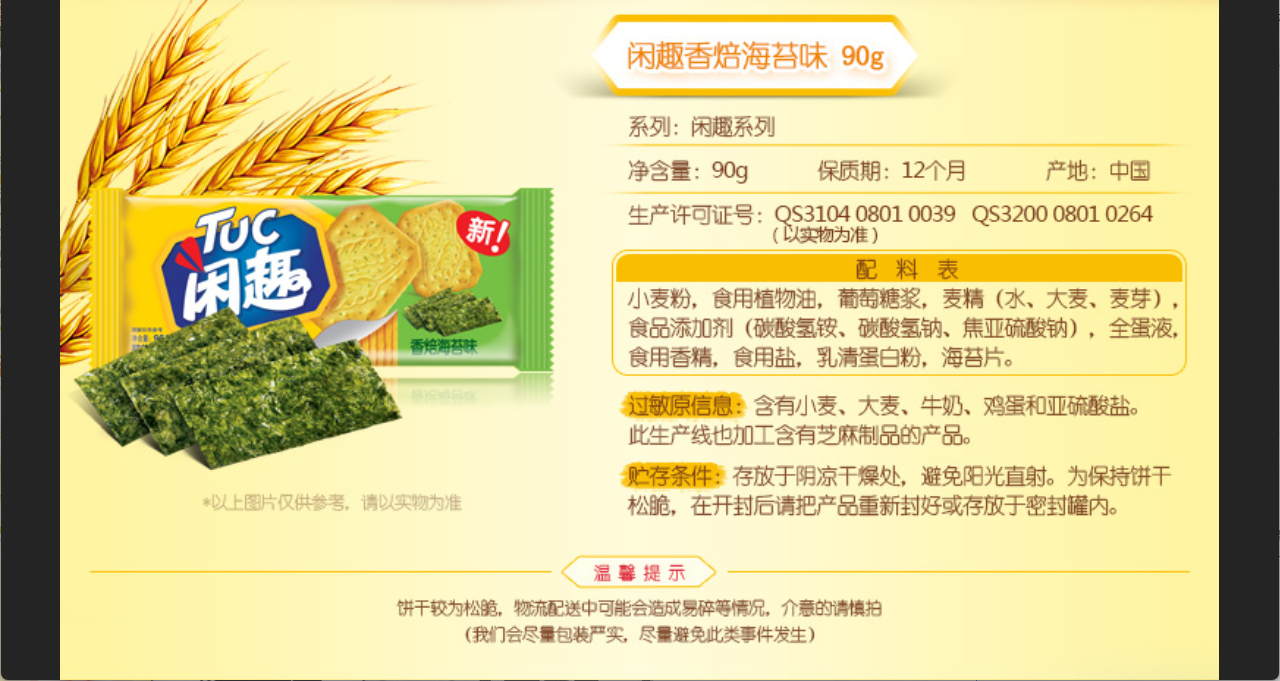 闲趣香焙海苔味 90g
系列：闲趣系列
净含量：90g 保质期：12个月 产地：中国
生产许可证号：QS3104 0801 0039 QS3200 0801 0264
（以实物为准）
配料表
小麦粉，食用植物油，葡萄糖浆，麦精（水、大麦、麦芽），
食品添加剂（碳酸氢铵、碳酸氢钠、焦亚硫酸钠），全蛋液，
食用香精，食用盐，乳清蛋白粉，海苔片。
过敏原信息：含有小麦、大麦、牛奶、鸡蛋和亚硫酸盐。
此生产线也加工含有芝麻制品的产品。
贮存条件：存放于阴凉干燥处，避免阳光直射。为保持饼干
松脆，在开封后请把产品重新封好或存放于密封罐内。
TUC
闲趣
新！
香焙海苔味
*以上图片仅供参考，请以实物为准
温馨提示
饼干较为松脆，物流配送中可能会造成易碎等情况，介意的请慎拍
（我们会尽量包装严实，尽量避免此类事件发生）